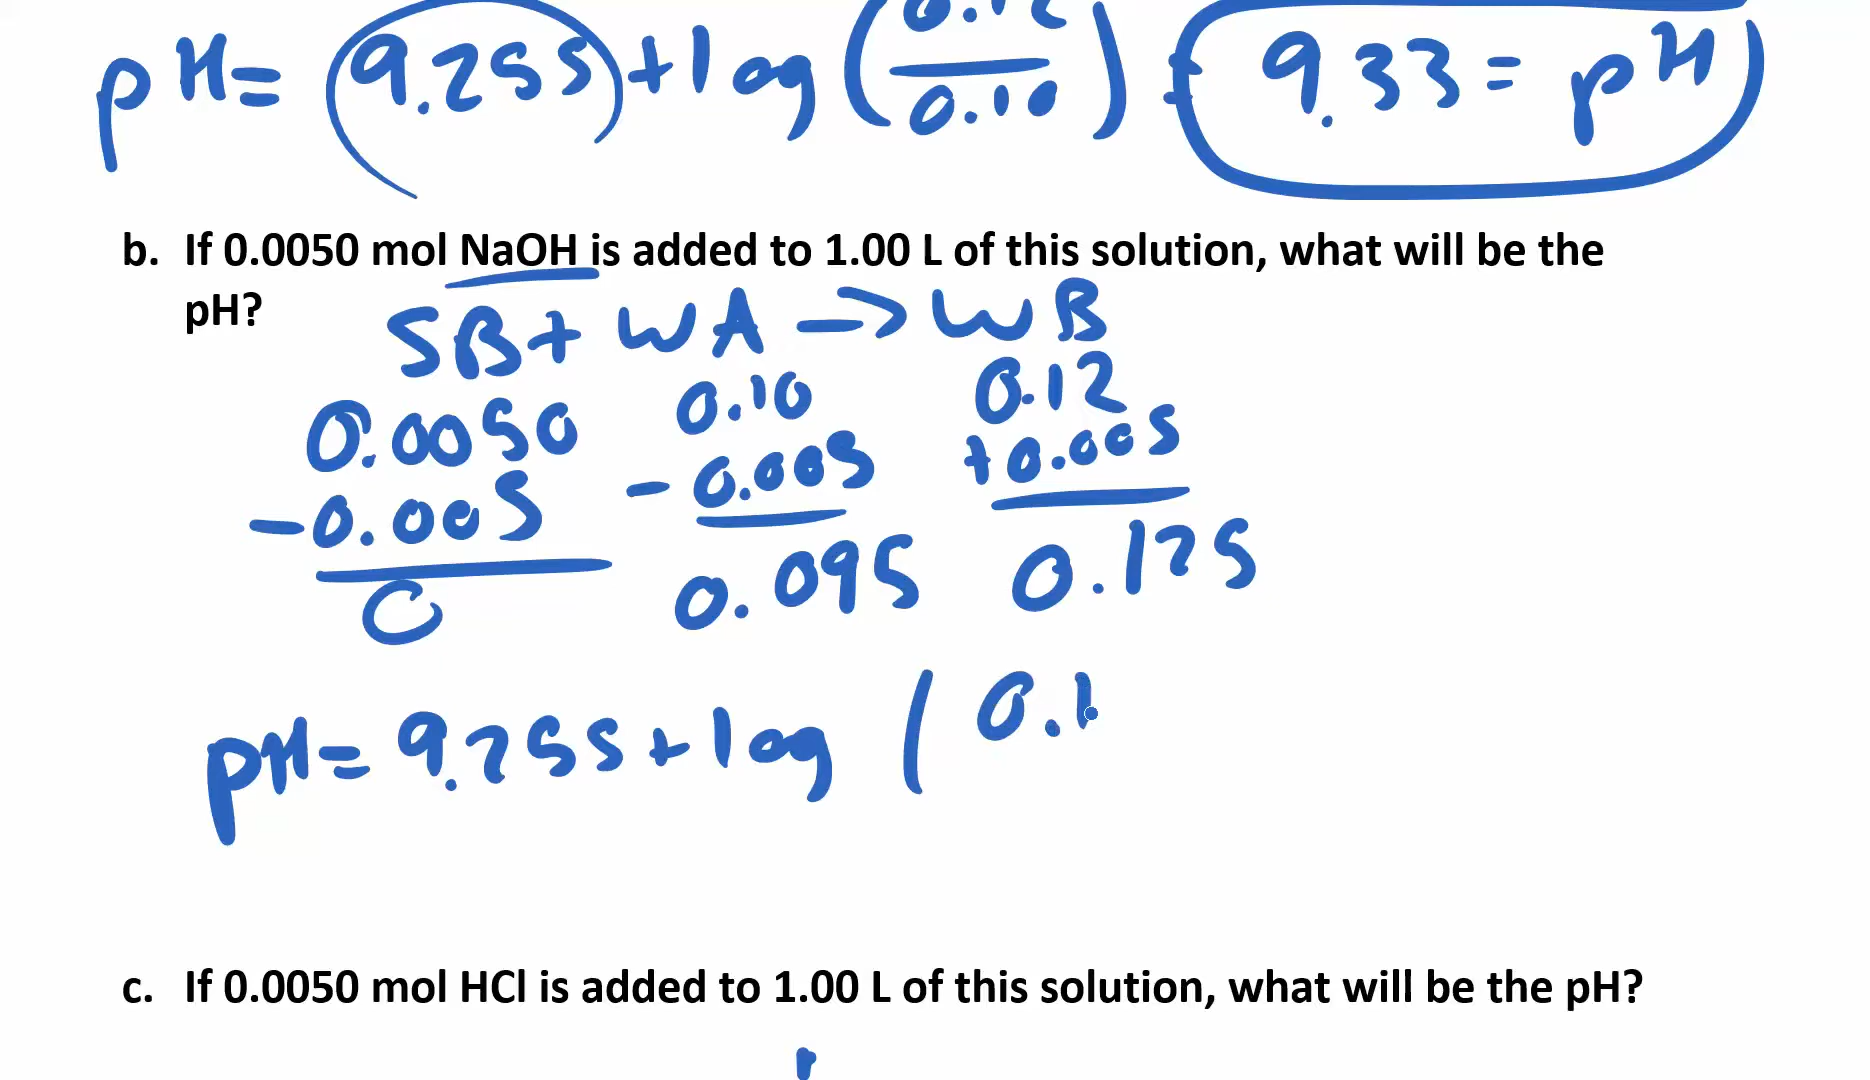 pH = 9.255 + log (0.12 / 0.10) = 9.33 = pH
b. If 0.0050 mol NaOH is added to 1.00 L of this solution, what will be the
pH?
SB + WA -> WB
0.0050 0.10 0.12
-0.005 -0.005 +0.005
0 0.095 0.125
pH = 9.255 + log ( 0.1
c. If 0.0050 mol HCl is added to 1.00 L of this solution, what will be the pH?